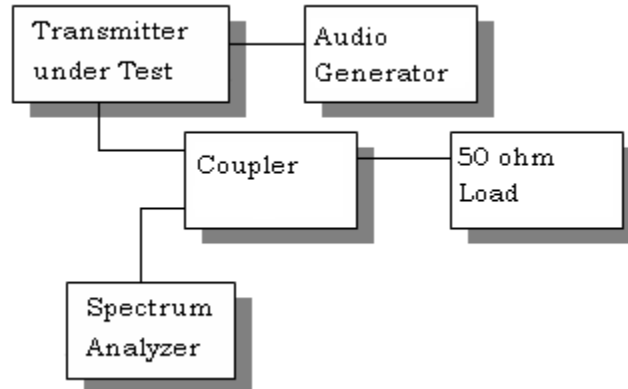 Transmitter
under Test
Audio
Generator
Coupler
50 ohm
Load
Spectrum
Analyzer